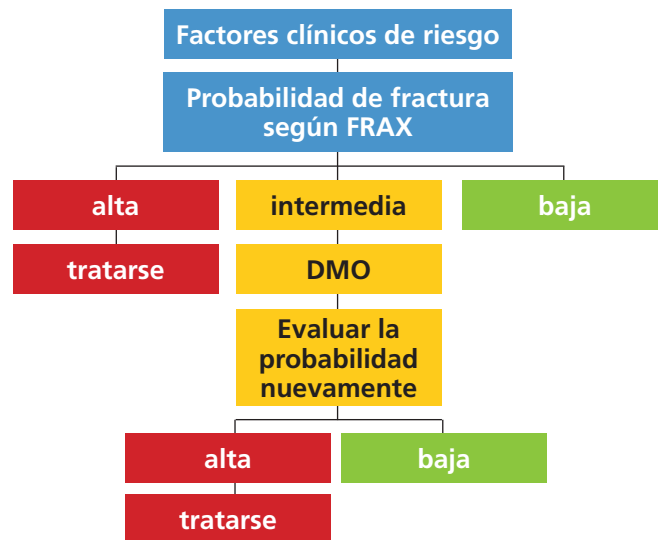 Factores clínicos de riesgo
Probabilidad de fractura
según FRAX
alta
intermedia
baja
tratarse
DMO
Evaluar la
probabilidad
nuevamente
alta
baja
tratarse